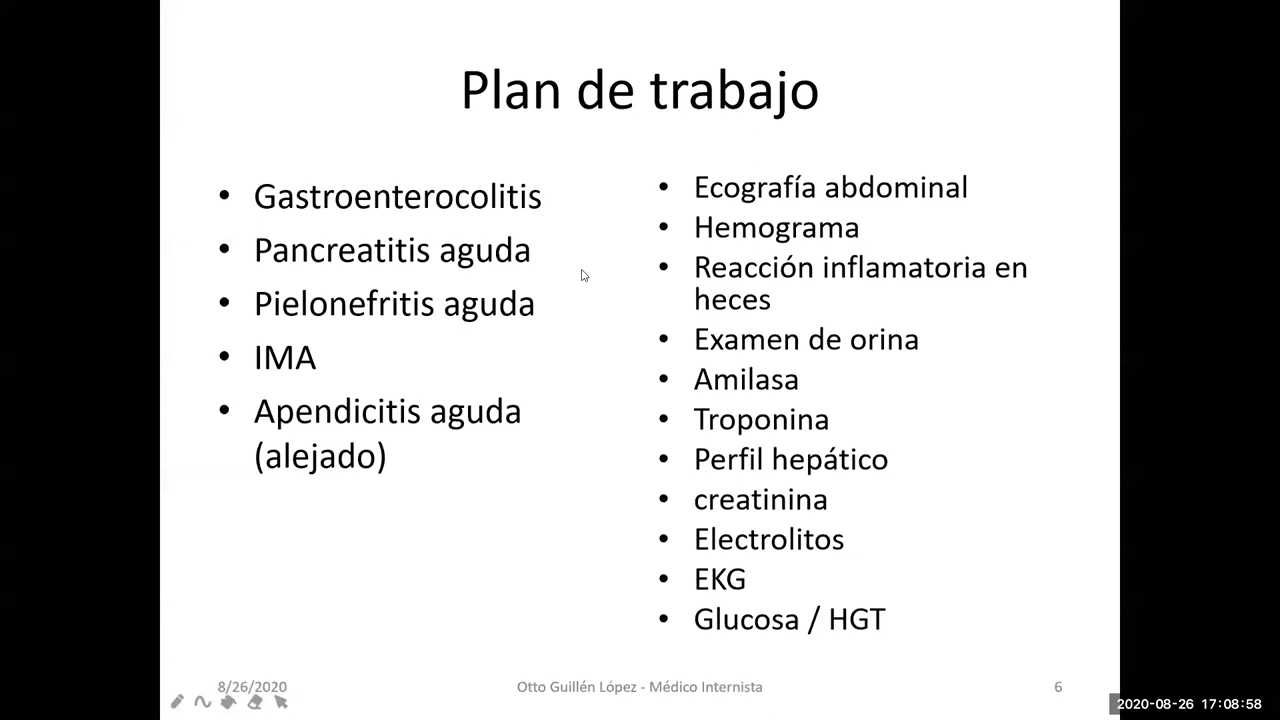 Plan de trabajo
• Gastroenterocolitis
• Pancreatitis aguda
• Pielonefritis aguda
• IMA
• Apendicitis aguda
(alejado)
• Ecografía abdominal
• Hemograma
• Reacción inflamatoria en
heces
• Examen de orina
• Amilasa
• Troponina
• Perfil hepático
• creatinina
• Electrolitos
• EKG
• Glucosa / HGT
8/26/2020
Otto Guillén López - Médico Internista
6
2020-08-26 17:08:58